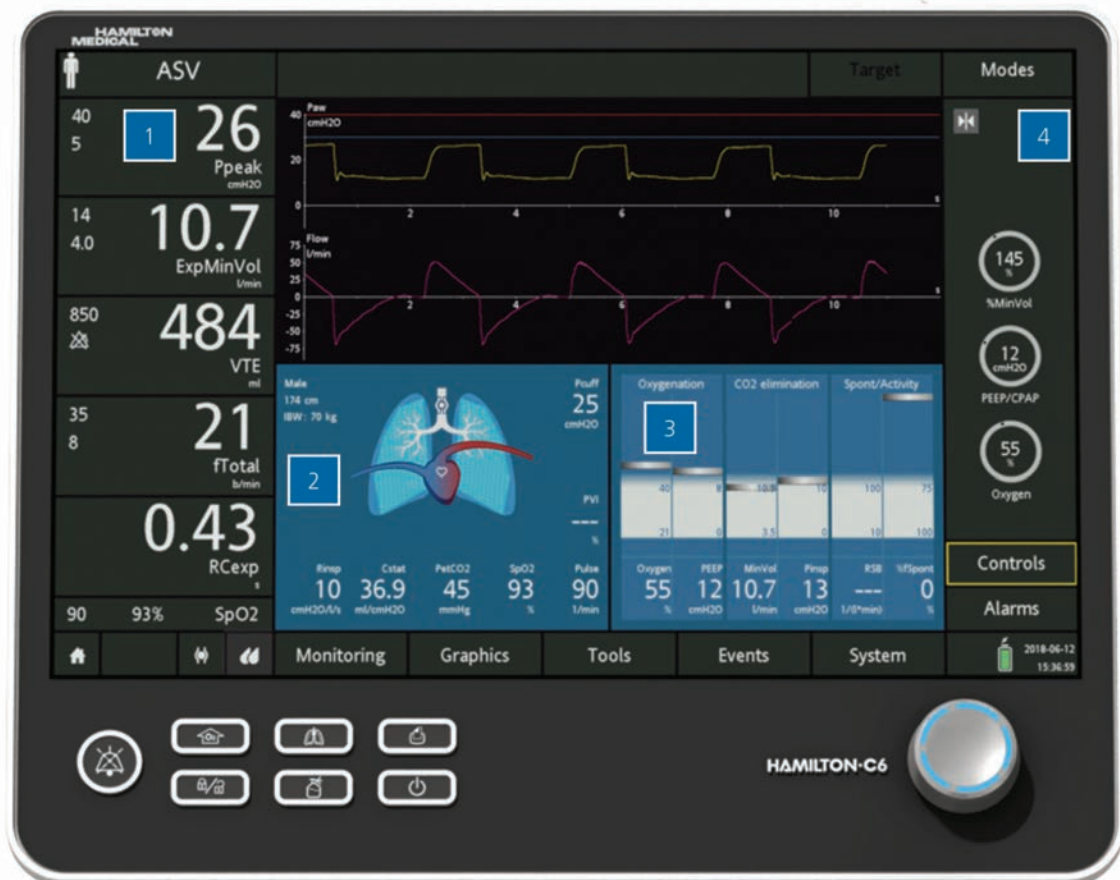 HAMILTON
MEDICAL
ASV
Target
Modes
40
5
1
26
Ppeak
cmH2O
14
4.0
10.7
ExpMinVol
l/min
850
484
VTE
ml
35
8
21
fTotal
b/min
0.43
RCexp
s
90 93% SpO2
Paw
cmH2O
40
20
0
2 4 6 8 10 s
Flow
l/min
75
50
25
0
-25
-50
-75
2 4 6 8 10 s
Male
174 cm
IBW: 70 kg
2
Pcuff
25
cmH2O
PVI
---
%
Rinsp Cstat PetCO2 SpO2 Pulse
10 36.9 45 93 90
cmH2O/l/s ml/cmH2O mmHg % 1/min
Oxygenation CO2 elimination Spont/Activity
3
40 8 10.5 10 100 75
21 0 3.5 0 10 100
Oxygen PEEP MinVol Pinsp RSB %fSpont
55 12 10.7 13 --- 0
% cmH2O l/min cmH2O 1/(l*min) %
4
145
%
%MinVol
12
cmH2O
PEEP/CPAP
55
%
Oxygen
Controls
Alarms
Monitoring Graphics Tools Events System
2018-06-12
15:36:59
HAMILTON-C6